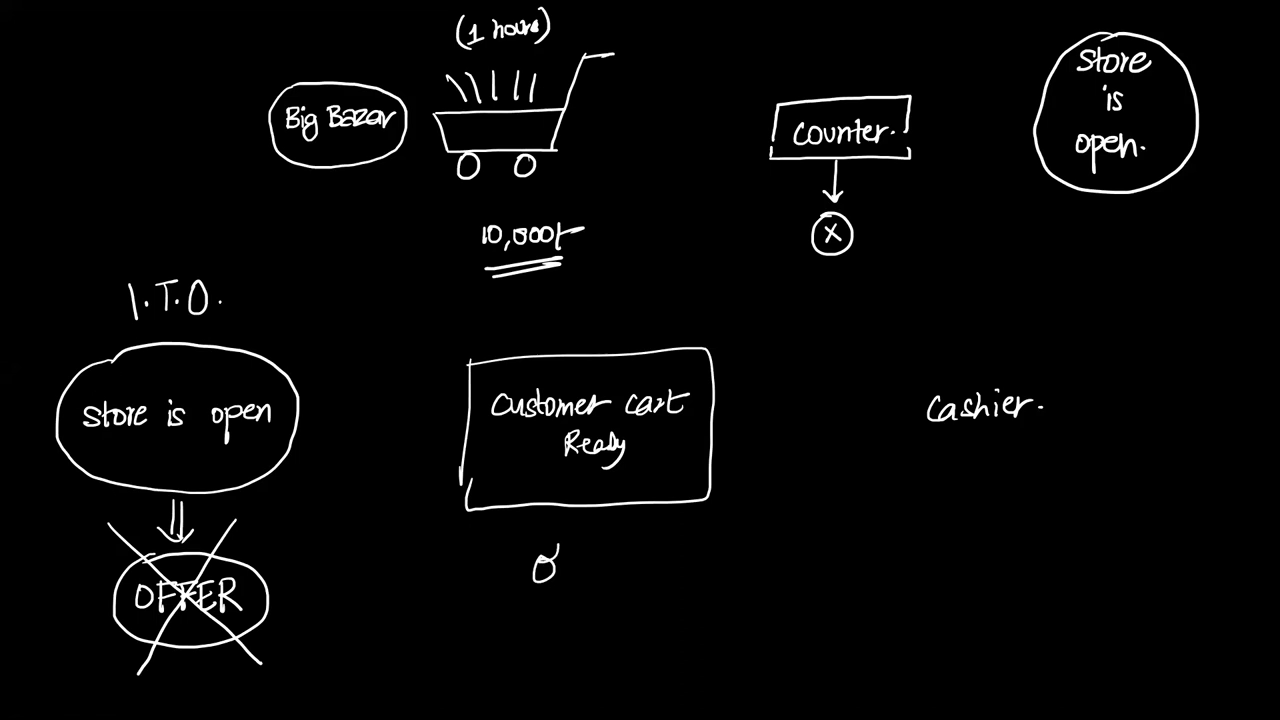 (1 hours)
Big Bazar
counter.
store
is
open.
10,000/-
I.T.O.
store is open
customer cart
Ready
cashier.
OFFER